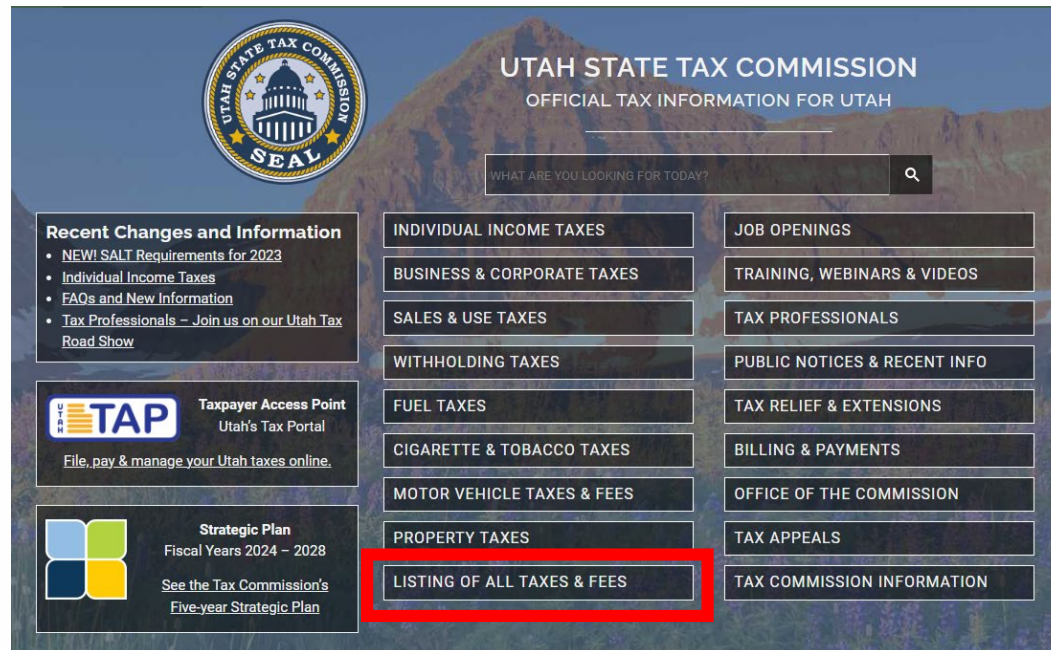 UTAH STATE TAX COMMISSION
SEAL
UTAH STATE TAX COMMISSION
OFFICIAL TAX INFORMATION FOR UTAH
WHAT ARE YOU LOOKING FOR TODAY?
Recent Changes and Information
NEW! SALT Requirements for 2023
Individual Income Taxes
FAQs and New Information
Tax Professionals – Join us on our Utah Tax
Road Show
UTAH TAP
Taxpayer Access Point
Utah's Tax Portal
File, pay & manage your Utah taxes online.
Strategic Plan
Fiscal Years 2024 – 2028
See the Tax Commission's
Five-year Strategic Plan
INDIVIDUAL INCOME TAXES
BUSINESS & CORPORATE TAXES
SALES & USE TAXES
WITHHOLDING TAXES
FUEL TAXES
CIGARETTE & TOBACCO TAXES
MOTOR VEHICLE TAXES & FEES
PROPERTY TAXES
LISTING OF ALL TAXES & FEES
JOB OPENINGS
TRAINING, WEBINARS & VIDEOS
TAX PROFESSIONALS
PUBLIC NOTICES & RECENT INFO
TAX RELIEF & EXTENSIONS
BILLING & PAYMENTS
OFFICE OF THE COMMISSION
TAX APPEALS
TAX COMMISSION INFORMATION